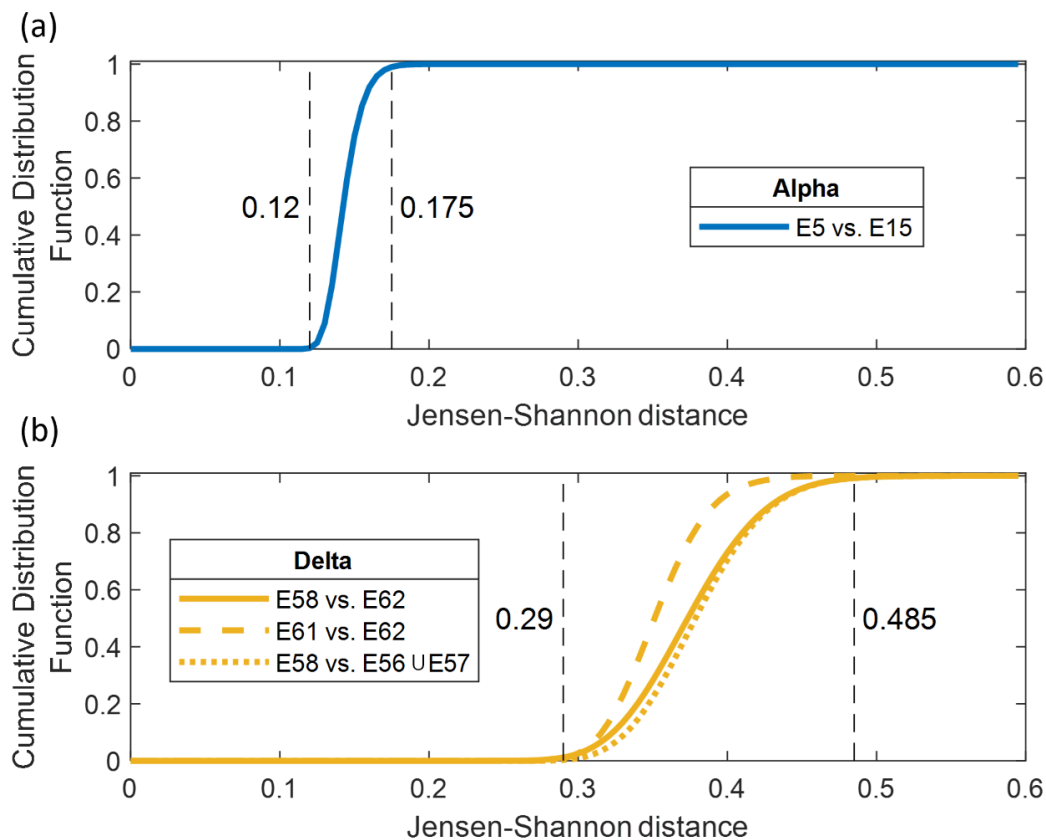 (a)
Cumulative Distribution
Function
1
0.8
0.6
0.4
0.2
0
0.12
0.175
Alpha
E5 vs. E15
0 0.1 0.2 0.3 0.4 0.5 0.6
Jensen-Shannon distance
(b)
Cumulative Distribution
Function
1
0.8
0.6
0.4
0.2
0
Delta
E58 vs. E62
E61 vs. E62
E58 vs. E56 ∪ E57
0.29
0.485
0 0.1 0.2 0.3 0.4 0.5 0.6
Jensen-Shannon distance